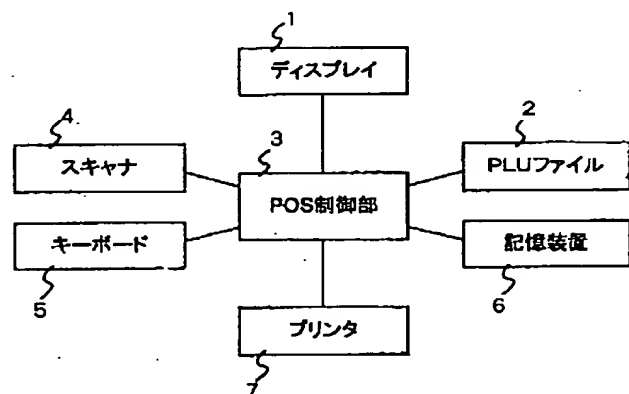 1
ディスプレイ
4
スキャナ
3
POS制御部
2
PLUファイル
キーボード
5
記憶装置
6
プリンタ
7